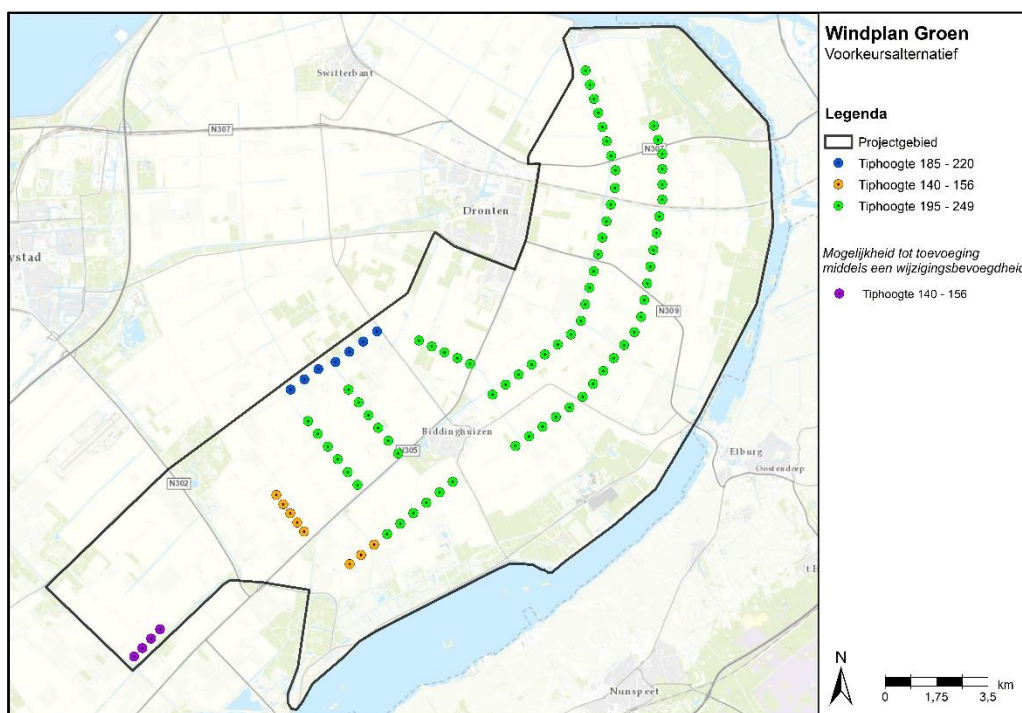 Windplan Groen
Voorkeursalternatief
Legenda
Projectgebied
Tiphoogte 185 - 220
Tiphoogte 140 - 156
Tiphoogte 195 - 249
Mogelijkheid tot toevoeging
middels een wijzigingsbevoegdheid
Tiphoogte 140 - 156
N
km
0 1,75 3,5
Swifterbant
N307
N307
Dronten
ystad
N309
Biddinghuizen
N305
N302
Elburg
Oostendorp
't H
Nunspeet